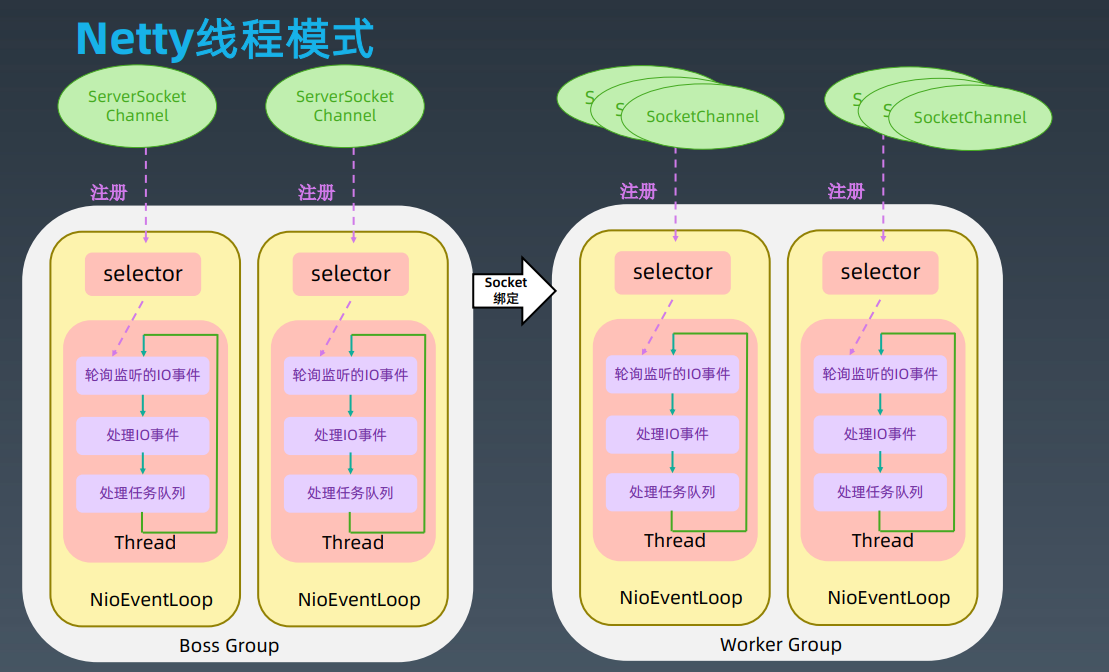 Netty线程模式
ServerSocket
Channel
ServerSocket
Channel
S
S
SocketChannel
S
S
SocketChannel
注册
注册
注册
注册
selector
selector
Socket
绑定
selector
selector
轮询监听的IO事件
轮询监听的IO事件
轮询监听的IO事件
轮询监听的IO事件
处理IO事件
处理IO事件
处理IO事件
处理IO事件
处理任务队列
处理任务队列
处理任务队列
处理任务队列
Thread
Thread
Thread
Thread
NioEventLoop
NioEventLoop
NioEventLoop
NioEventLoop
Boss Group
Worker Group